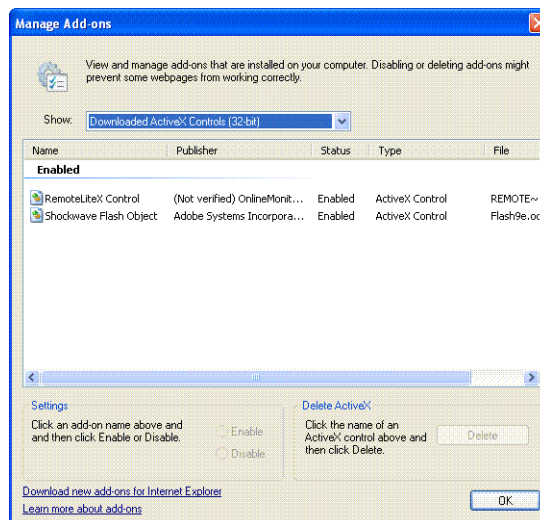 Manage Add-ons
View and manage add-ons that are installed on your computer. Disabling or deleting add-ons might
prevent some webpages from working correctly.
Show: Downloaded ActiveX Controls (32-bit)
Name Publisher Status Type File
Enabled
RemoteLiteX Control (Not verified) OnlineMonit... Enabled ActiveX Control REMOTE~
Shockwave Flash Object Adobe Systems Incorpora... Enabled ActiveX Control Flash9e.oc
Settings
Click an add-on name above and
and then click Enable or Disable.
Enable
Disable
Delete ActiveX
Click the name of an
ActiveX control above and
then click Delete.
Delete
Download new add-ons for Internet Explorer
Learn more about add-ons
OK